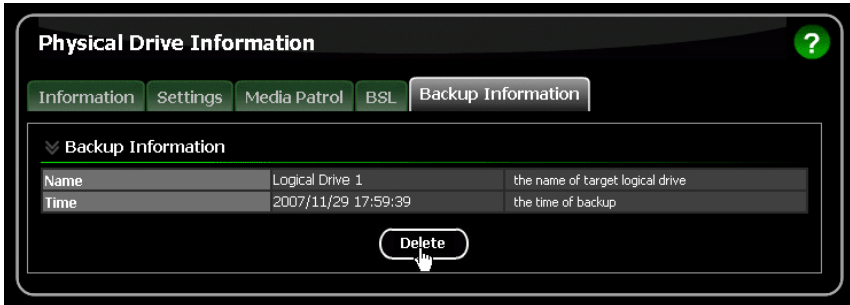 Physical Drive Information
?
Information Settings Media Patrol BSL Backup Information
Backup Information
Name Logical Drive 1 the name of target logical drive
Time 2007/11/29 17:59:39 the time of backup
Delete